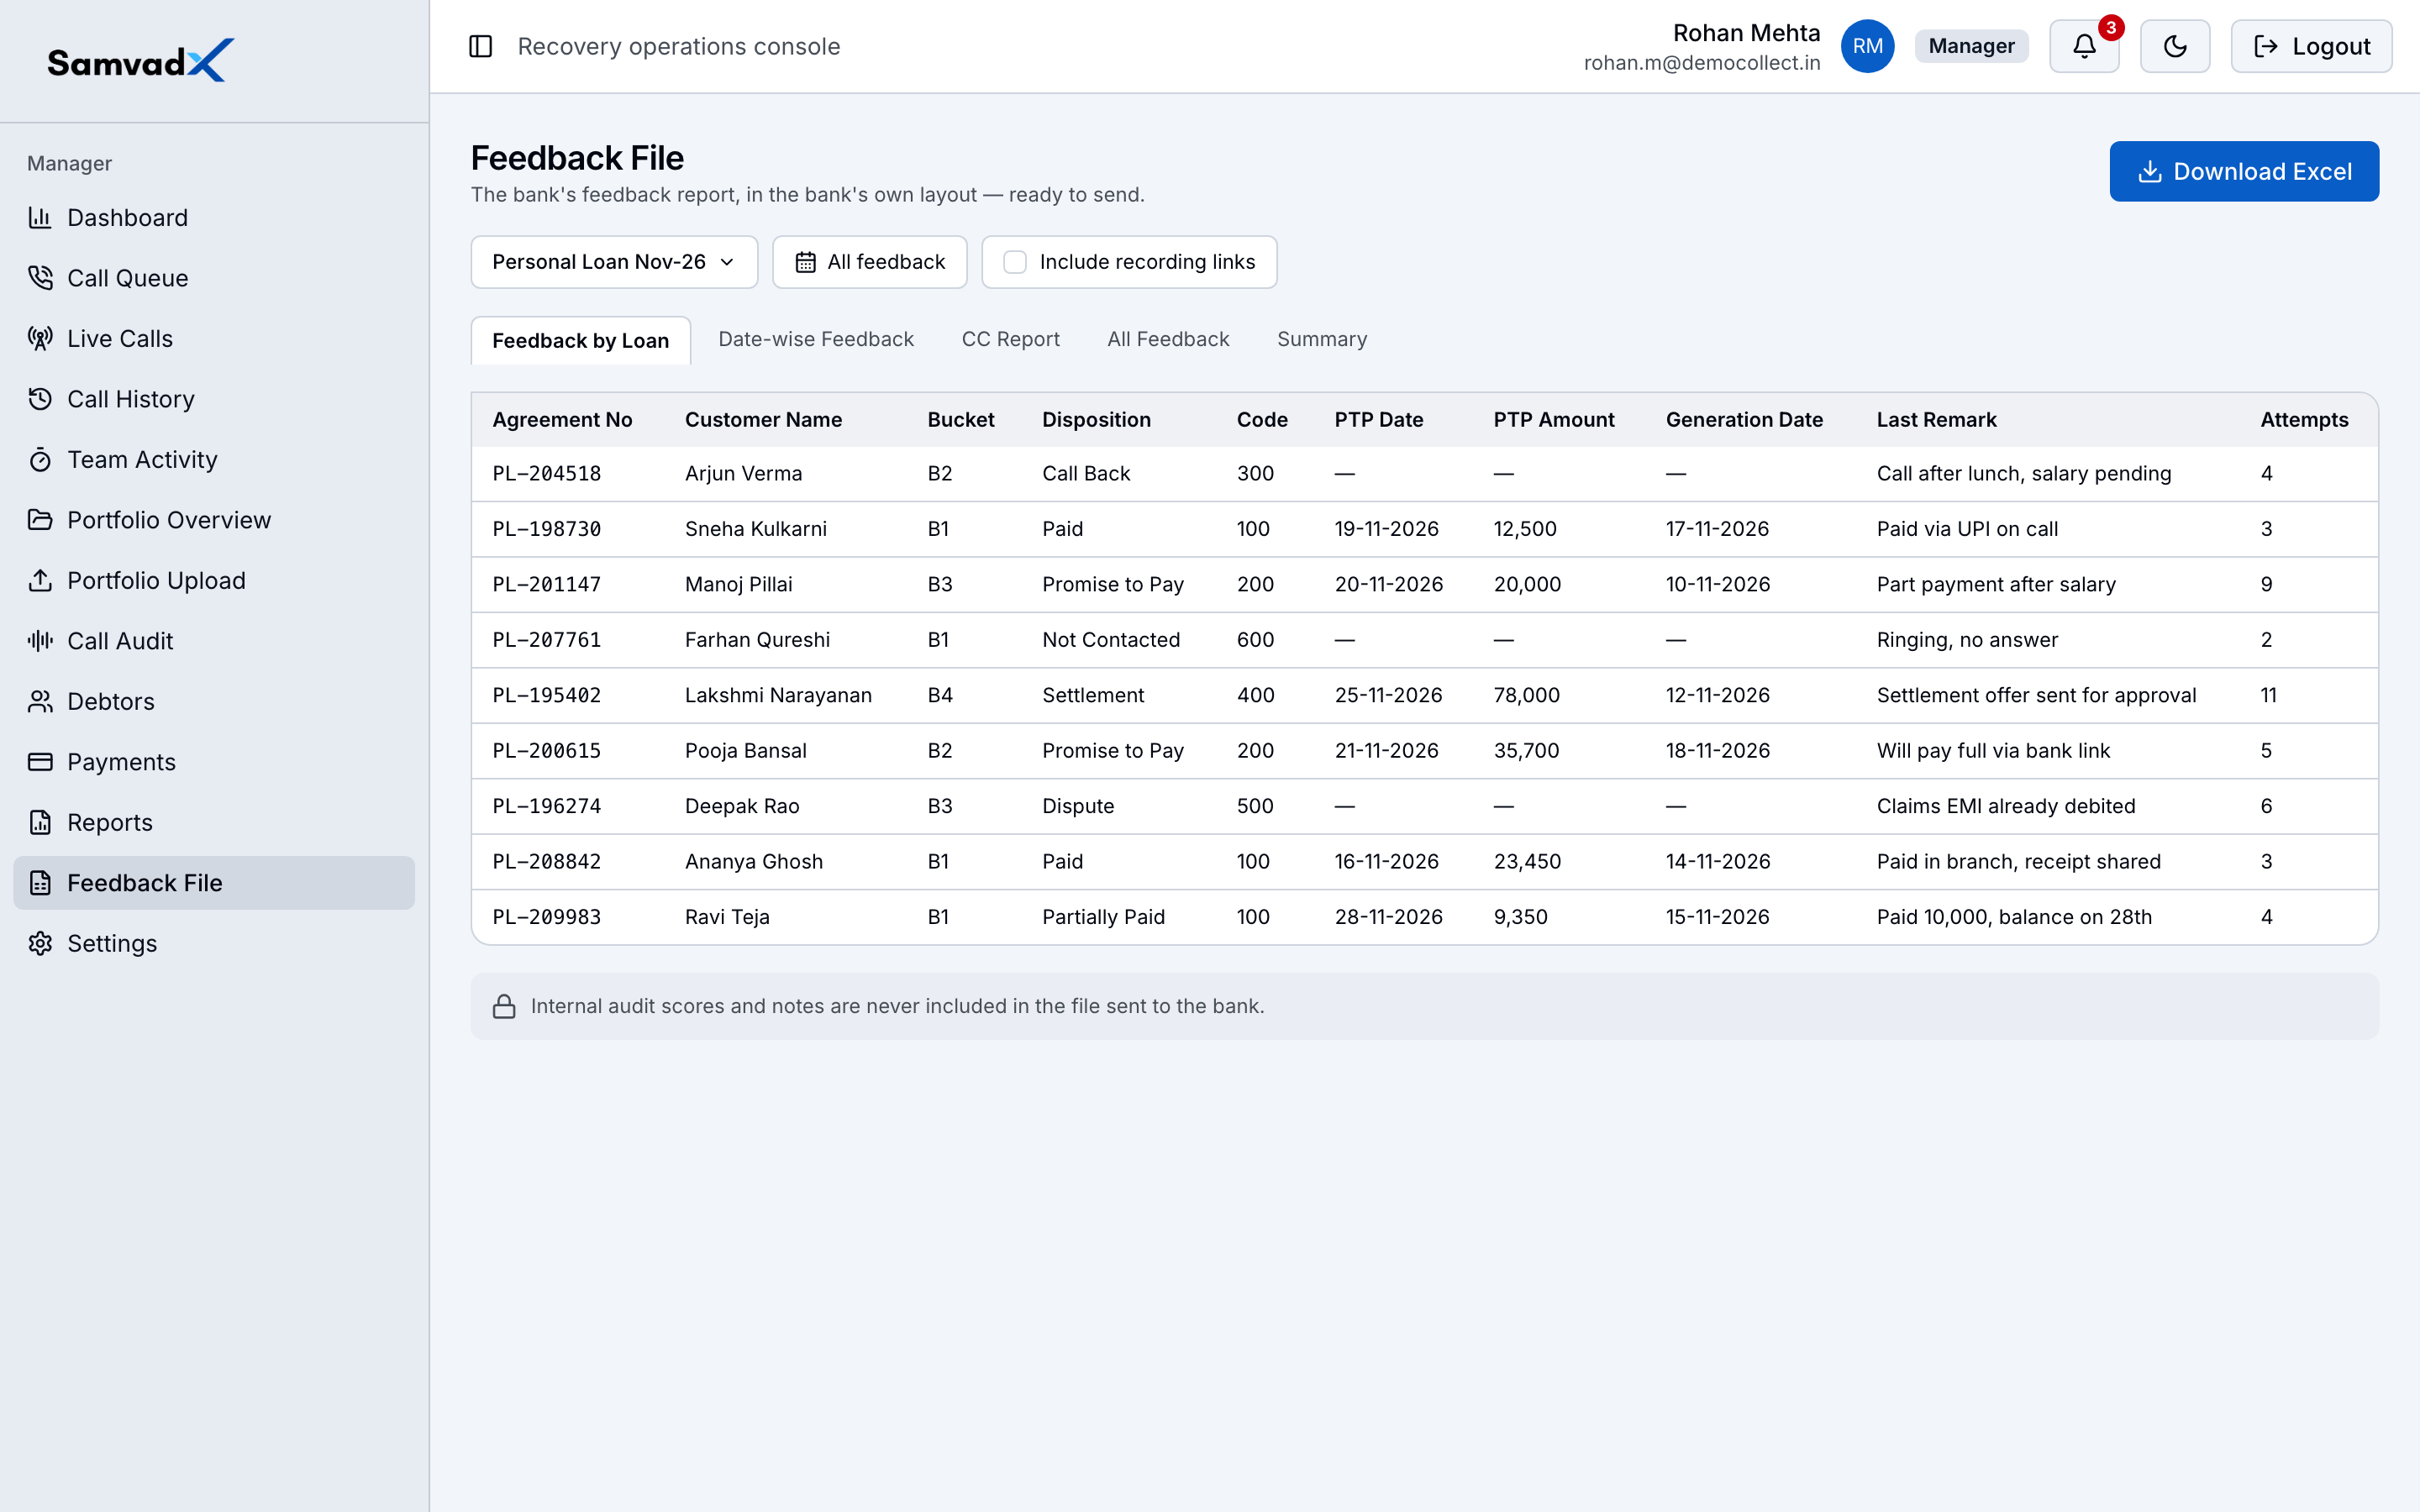 SamvadX
Recovery operations console
Rohan Mehta
rohan.m@democollect.in
RM
Manager
3
Logout
Manager
Dashboard
Call Queue
Live Calls
Call History
Team Activity
Portfolio Overview
Portfolio Upload
Call Audit
Debtors
Payments
Reports
Feedback File
Settings
Feedback File
The bank's feedback report, in the bank's own layout — ready to send.
Download Excel
Personal Loan Nov-26
All feedback
Include recording links
Feedback by Loan Date-wise Feedback CC Report All Feedback Summary
Agreement No Customer Name Bucket Disposition Code PTP Date PTP Amount Generation Date Last Remark Attempts
PL-204518 Arjun Verma B2 Call Back 300 — — — Call after lunch, salary pending 4
PL-198730 Sneha Kulkarni B1 Paid 100 19-11-2026 12,500 17-11-2026 Paid via UPI on call 3
PL-201147 Manoj Pillai B3 Promise to Pay 200 20-11-2026 20,000 10-11-2026 Part payment after salary 9
PL-207761 Farhan Qureshi B1 Not Contacted 600 — — — Ringing, no answer 2
PL-195402 Lakshmi Narayanan B4 Settlement 400 25-11-2026 78,000 12-11-2026 Settlement offer sent for approval 11
PL-200615 Pooja Bansal B2 Promise to Pay 200 21-11-2026 35,700 18-11-2026 Will pay full via bank link 5
PL-196274 Deepak Rao B3 Dispute 500 — — — Claims EMI already debited 6
PL-208842 Ananya Ghosh B1 Paid 100 16-11-2026 23,450 14-11-2026 Paid in branch, receipt shared 3
PL-209983 Ravi Teja B1 Partially Paid 100 28-11-2026 9,350 15-11-2026 Paid 10,000, balance on 28th 4
Internal audit scores and notes are never included in the file sent to the bank.